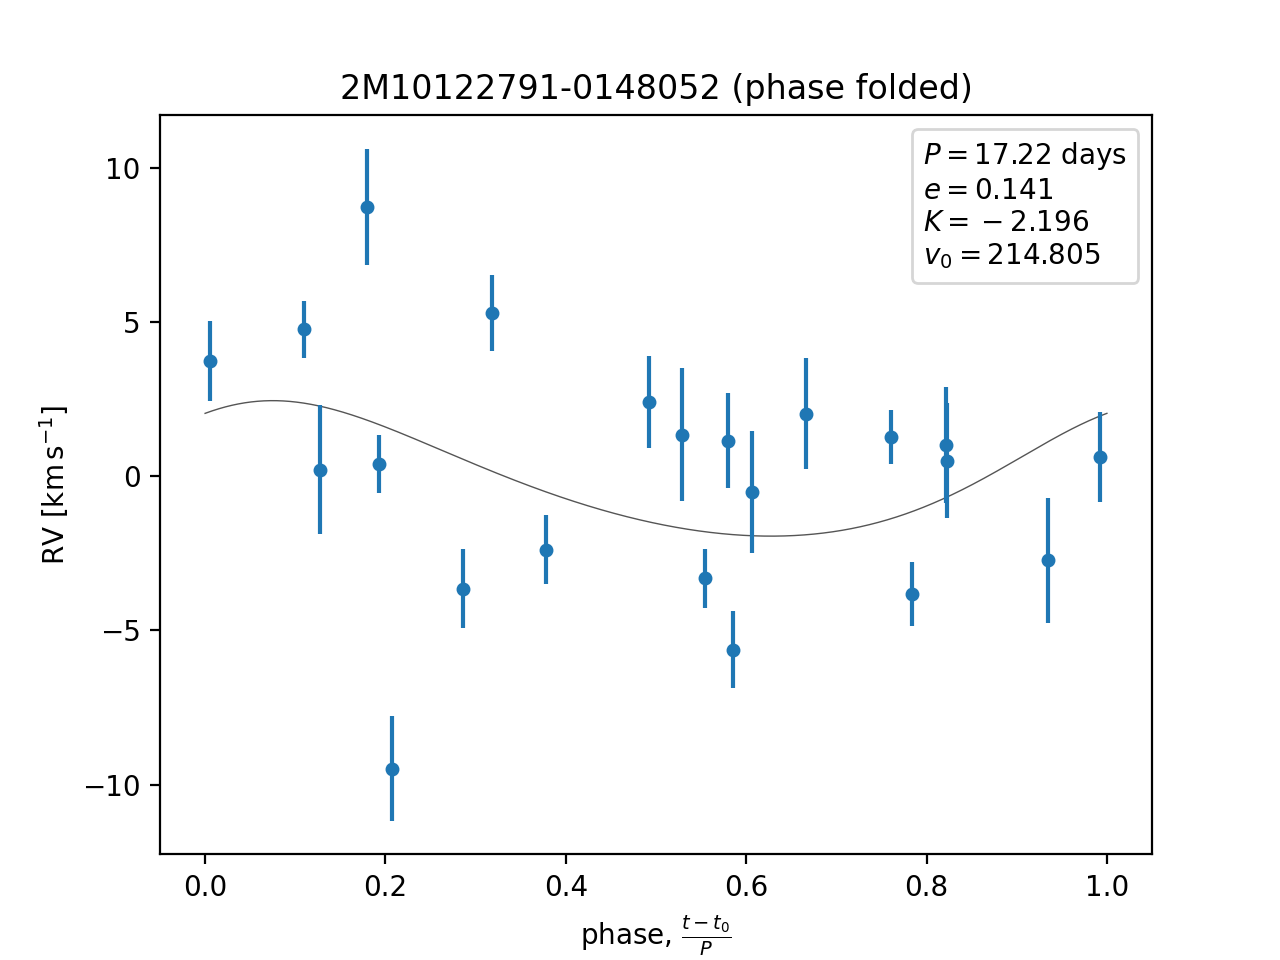 2M10122791-0148052 (phase folded)
P = 17.22 days
e = 0.141
K = −2.196
v₀ = 214.805
10
5
0
−5
−10
RV [km s⁻¹]
0.0 0.2 0.4 0.6 0.8 1.0
phase, (t − t₀)/P